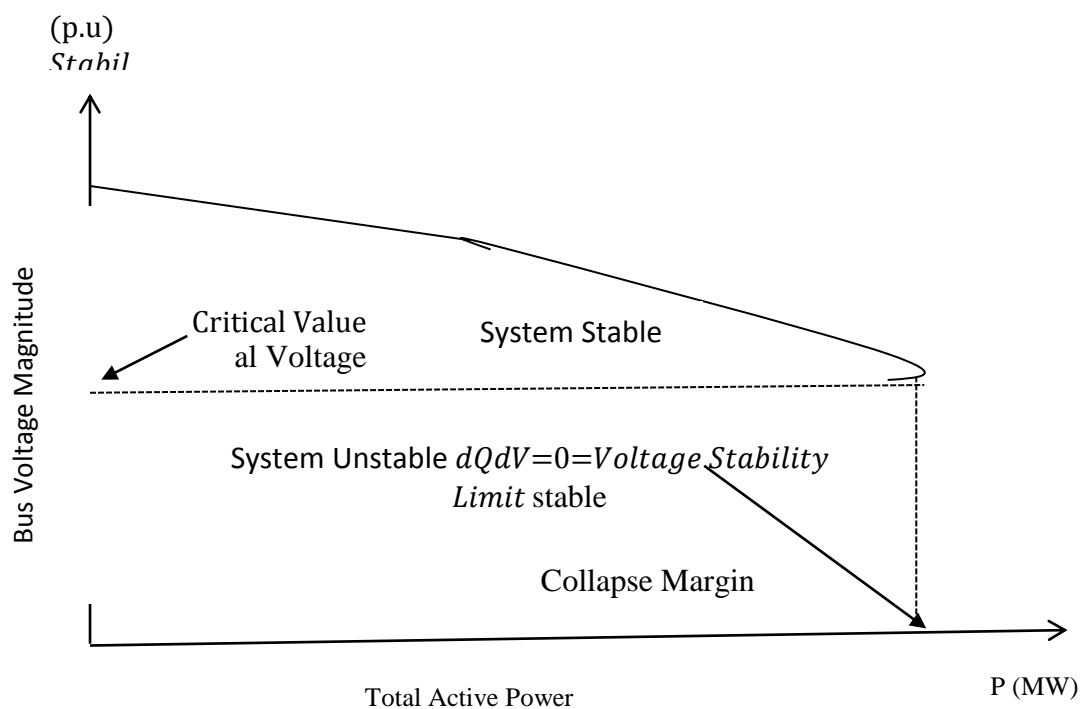 (p.u)
Stabil
Critical Value
al Voltage
System Stable
Bus Voltage Magnitude
System Unstable dQdV=0=Voltage Stability
Limit stable
Collapse Margin
P (MW)
Total Active Power